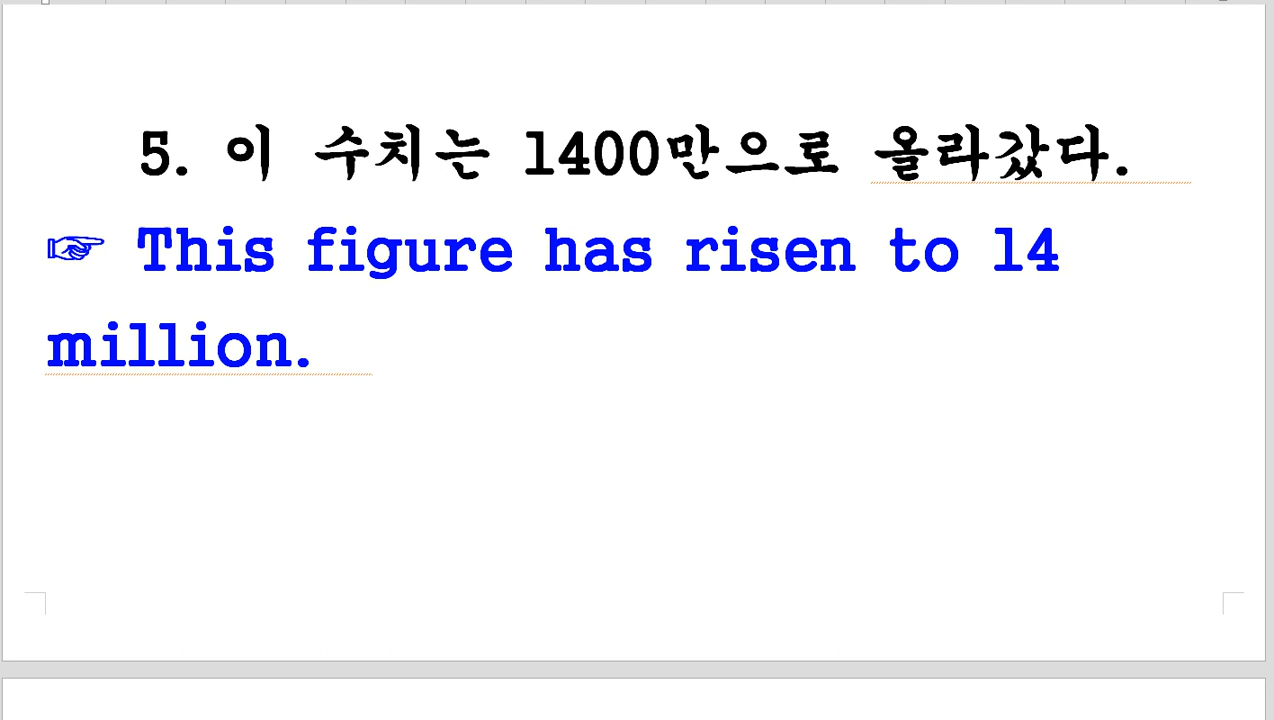 5. 이 수치는 1400만으로 올라갔다.
☞ This figure has risen to 14
million.